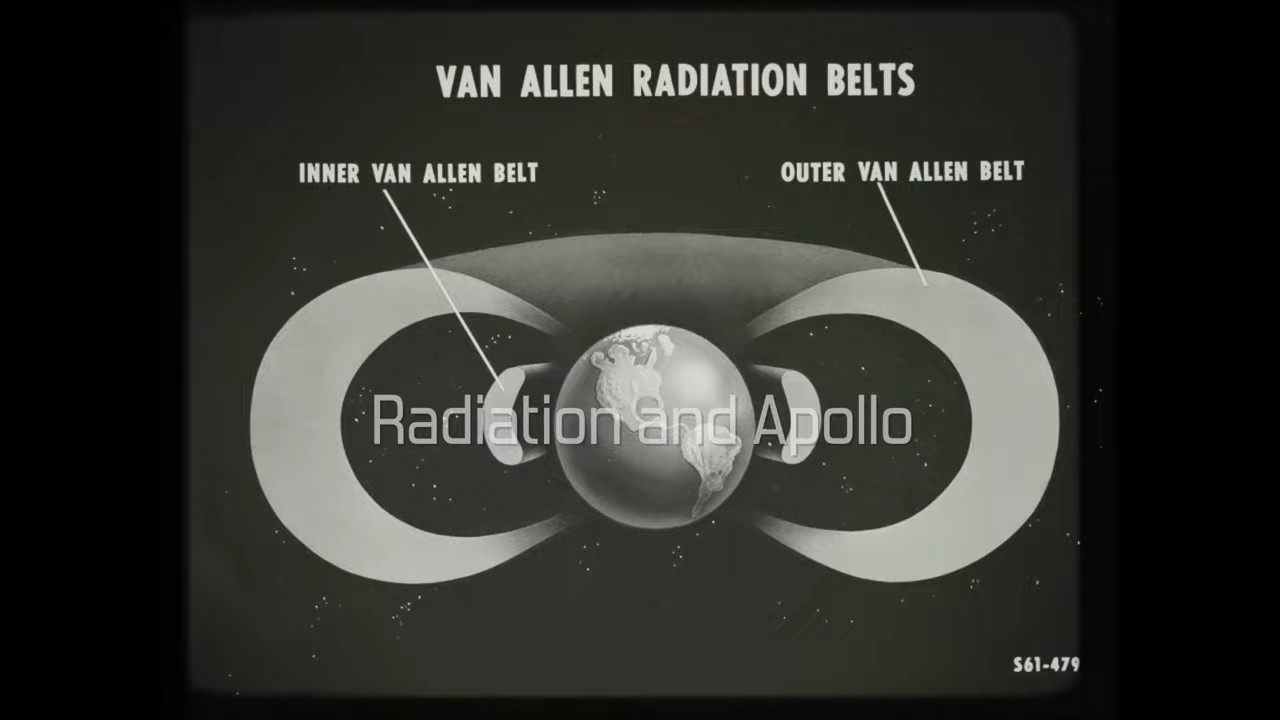 VAN ALLEN RADIATION BELTS
INNER VAN ALLEN BELT
OUTER VAN ALLEN BELT
Radiation and Apollo
S61-479